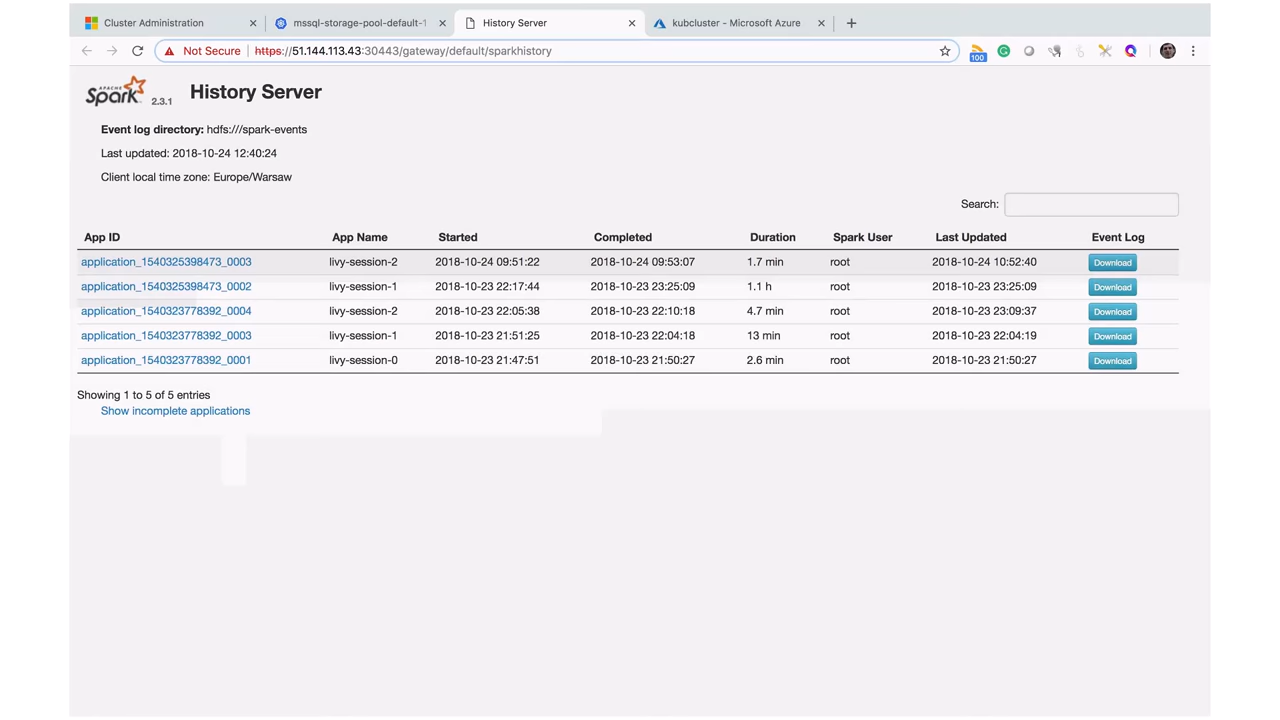 Cluster Administration
mssql-storage-pool-default-1
History Server
kubcluster - Microsoft Azure
Not Secure
https://51.144.113.43:30443/gateway/default/sparkhistory
100
APACHE
Spark 2.3.1
History Server
Event log directory: hdfs:///spark-events
Last updated: 2018-10-24 12:40:24
Client local time zone: Europe/Warsaw
Search:
App ID App Name Started Completed Duration Spark User Last Updated Event Log
application_1540325398473_0003 livy-session-2 2018-10-24 09:51:22 2018-10-24 09:53:07 1.7 min root 2018-10-24 10:52:40 Download
application_1540325398473_0002 livy-session-1 2018-10-23 22:17:44 2018-10-23 23:25:09 1.1 h root 2018-10-23 23:25:09 Download
application_1540323778392_0004 livy-session-2 2018-10-23 22:05:38 2018-10-23 22:10:18 4.7 min root 2018-10-23 23:09:37 Download
application_1540323778392_0003 livy-session-1 2018-10-23 21:51:25 2018-10-23 22:04:18 13 min root 2018-10-23 22:04:19 Download
application_1540323778392_0001 livy-session-0 2018-10-23 21:47:51 2018-10-23 21:50:27 2.6 min root 2018-10-23 21:50:27 Download
Showing 1 to 5 of 5 entries
Show incomplete applications